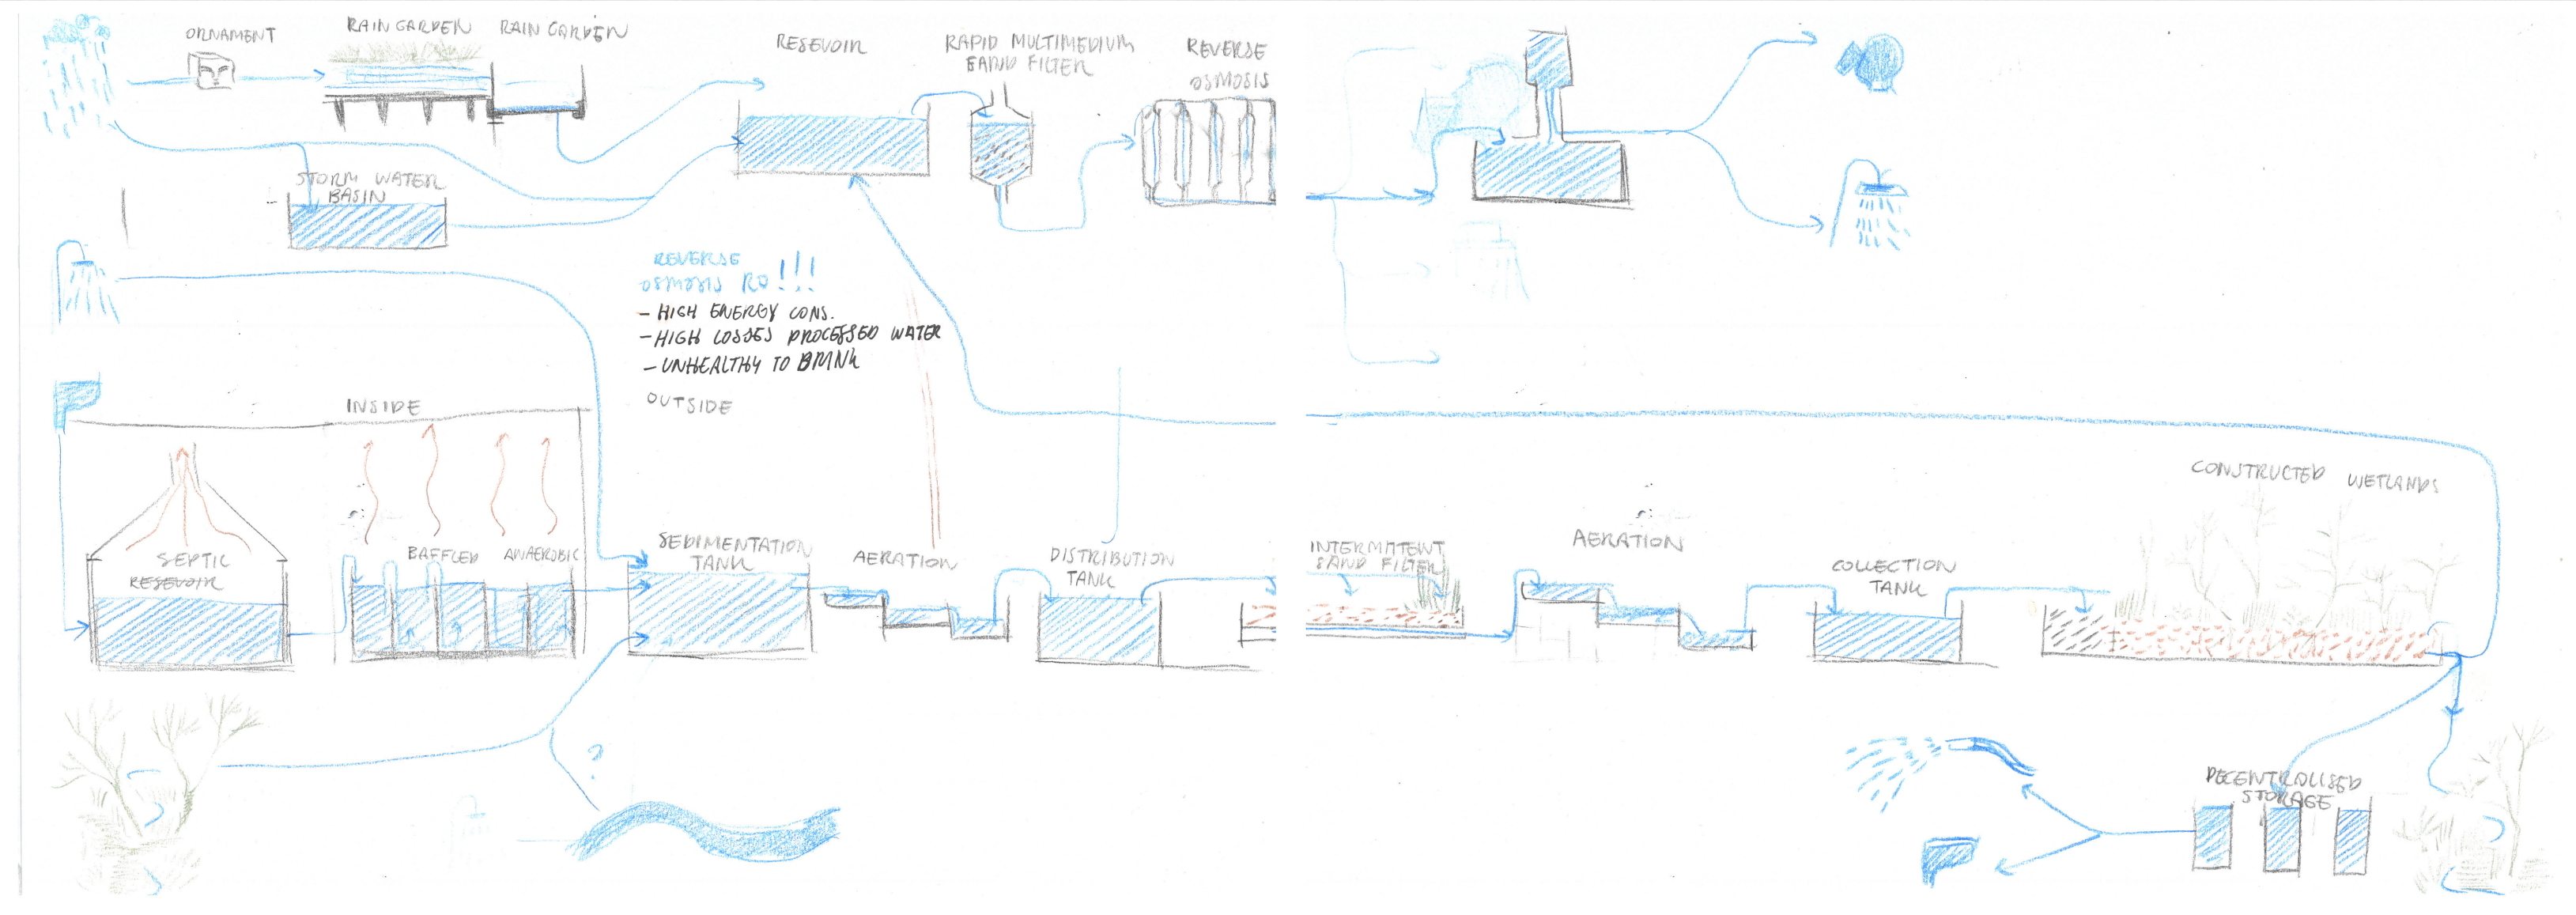 ORNAMENT
RAIN GARDEN
RAIN GARDEN
RESEVOIR
RAPID MULTIMEDIUM
SAND FILTER
REVERSE
OSMOSIS
STORM WATER
BASIN
REVERSE
OSMOSIS RO!!!
- HIGH ENERGY CONS.
- HIGH LOSSES PROCESSED WATER
- UNHEALTHY TO DRINK
OUTSIDE
INSIDE
SEPTIC
RESEVOIR
BAFFLED
ANAEROBIC
SEDIMENTATION
TANK
AERATION
DISTRIBUTION
TANK
INTERMITENT
SAND FILTER
AERATION
COLLECTION
TANK
CONSTRUCTED WETLANDS
?
DECENTROLISED
STORAGE